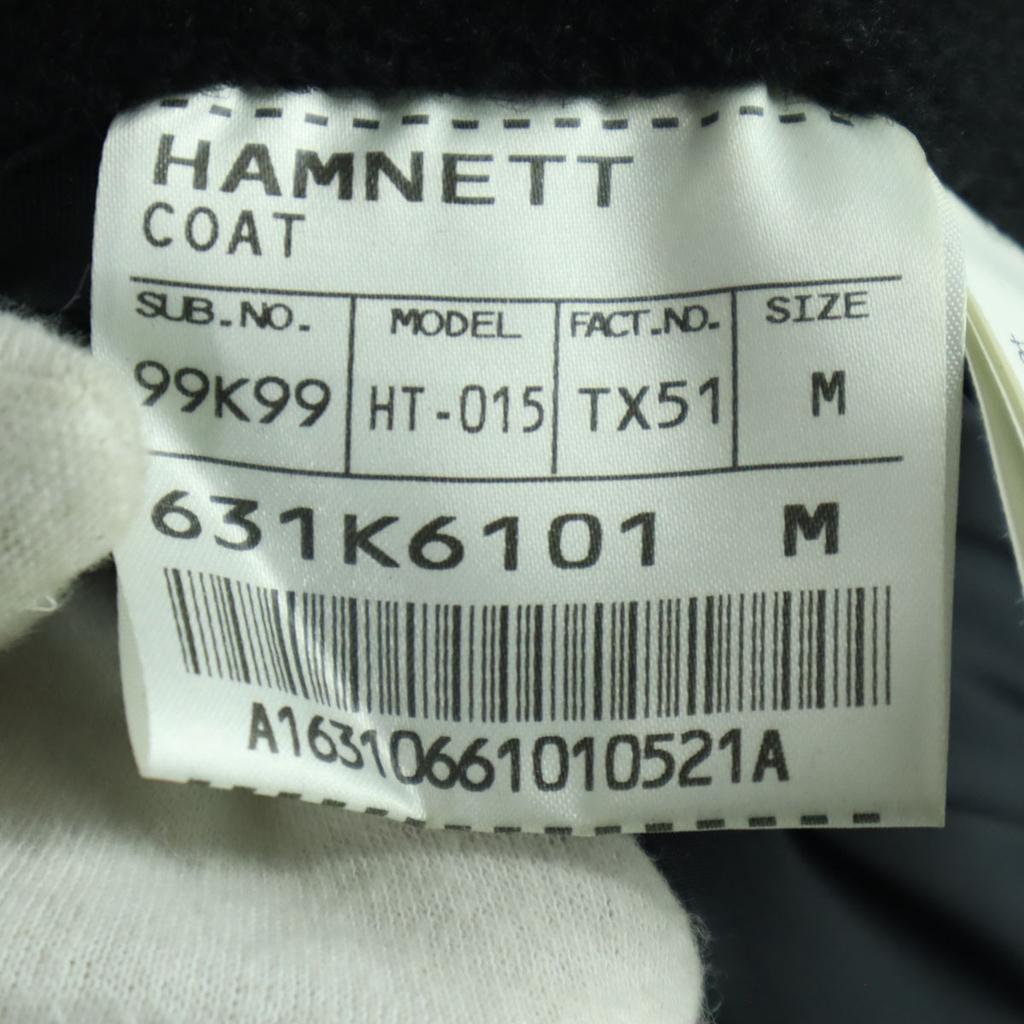 HAMNETT
COAT
SUB.NO. MODEL FACT.NO. SIZE
99K99 HT-015 TX51 M
631K6101 M
A16310661010521A